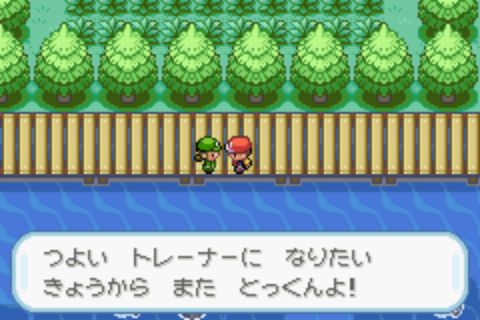 つよい　トレーナーに　なりたい
きょうから　また　とっくんよ！